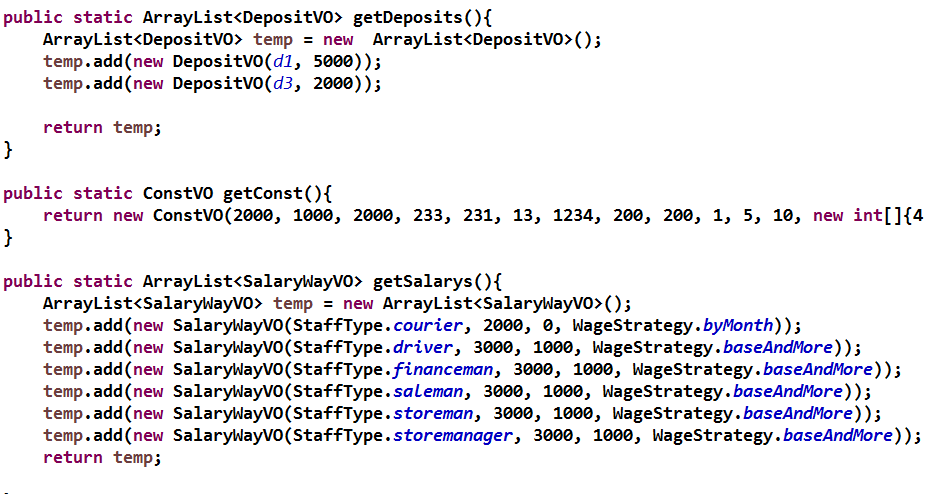 public static ArrayList<DepositVO> getDeposits(){
    ArrayList<DepositVO> temp = new  ArrayList<DepositVO>();
    temp.add(new DepositVO(d1, 5000));
    temp.add(new DepositVO(d3, 2000));
    return temp;
}
public static ConstVO getConst(){
    return new ConstVO(2000, 1000, 2000, 233, 231, 13, 1234, 200, 200, 1, 5, 10, new int[]{4
}
public static ArrayList<SalaryWayVO> getSalarys(){
    ArrayList<SalaryWayVO> temp = new ArrayList<SalaryWayVO>();
    temp.add(new SalaryWayVO(StaffType.courier, 2000, 0, WageStrategy.byMonth));
    temp.add(new SalaryWayVO(StaffType.driver, 3000, 1000, WageStrategy.baseAndMore));
    temp.add(new SalaryWayVO(StaffType.financeman, 3000, 1000, WageStrategy.baseAndMore));
    temp.add(new SalaryWayVO(StaffType.saleman, 3000, 1000, WageStrategy.baseAndMore));
    temp.add(new SalaryWayVO(StaffType.storeman, 3000, 1000, WageStrategy.baseAndMore));
    temp.add(new SalaryWayVO(StaffType.storemanager, 3000, 1000, WageStrategy.baseAndMore));
    return temp;